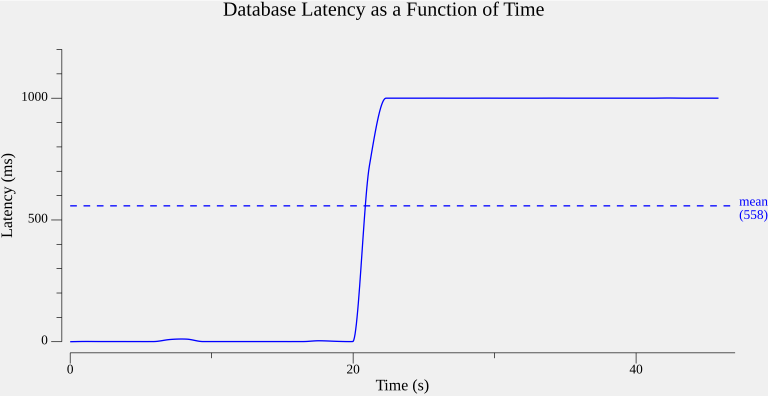 Database Latency as a Function of Time
1000
500
0
Latency (ms)
mean
(558)
0
20
40
Time (s)